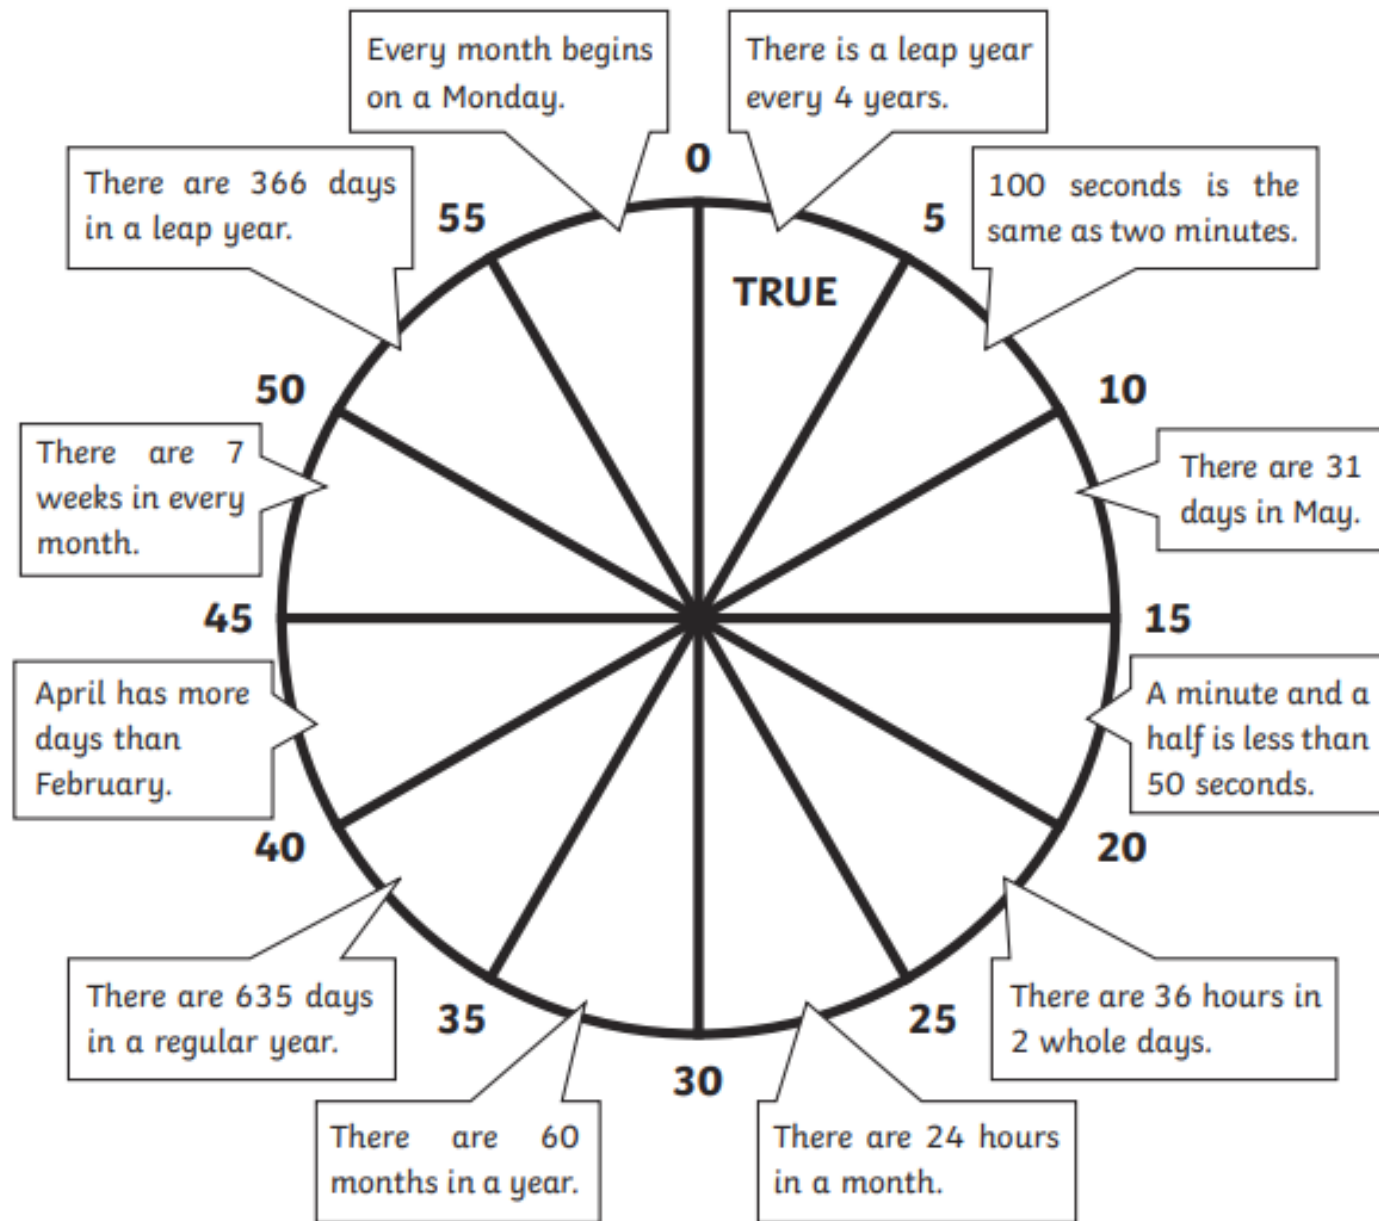 Every month begins
on a Monday.
There is a leap year
every 4 years.
There are 366 days
in a leap year.
100 seconds is the
same as two minutes.
0
55
5
TRUE
50
10
There are 7
weeks in every
month.
There are 31
days in May.
45
15
April has more
days than
February.
A minute and a
half is less than
50 seconds.
40
20
There are 635 days
in a regular year.
35
25
There are 36 hours in
2 whole days.
30
There are 60
months in a year.
There are 24 hours
in a month.